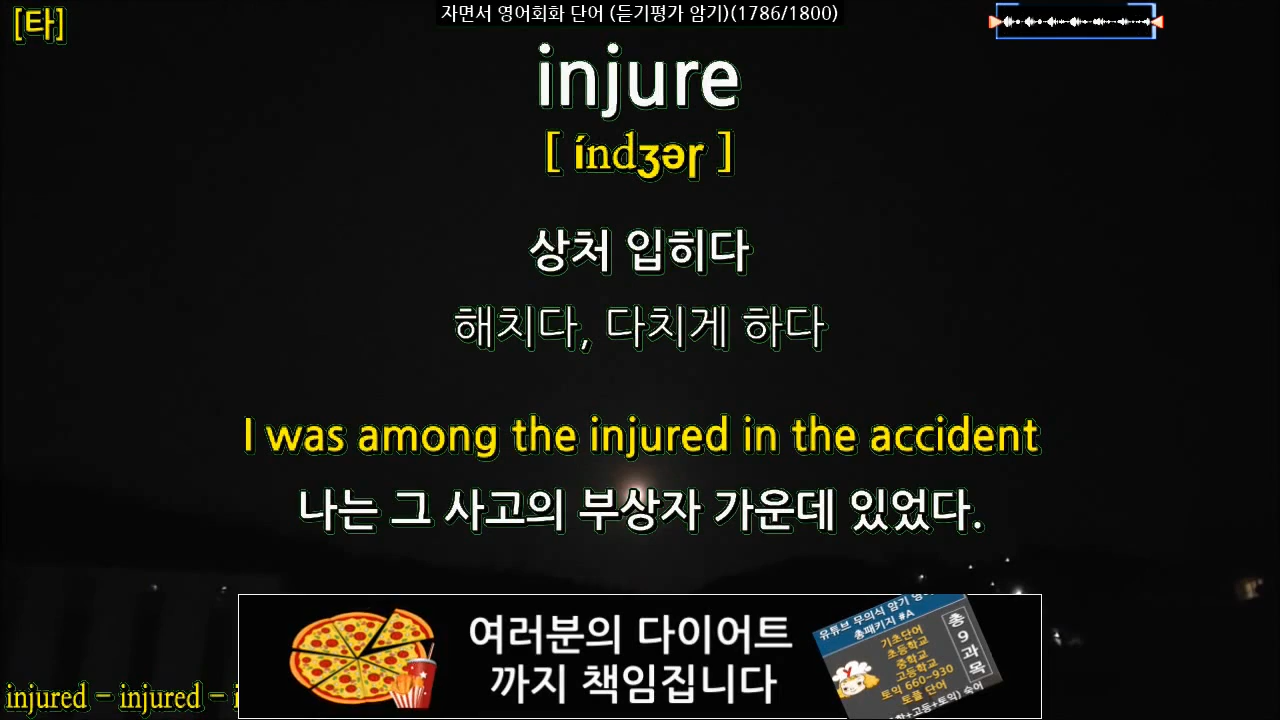 [타]
자면서 영어회화 단어 (듣기평가 암기)(1786/1800)
injure
[ índʒəɼ ]
상처 입히다
해치다, 다치게 하다
I was among the injured in the accident
나는 그 사고의 부상자 가운데 있었다.
여러분의 다이어트
까지 책임집니다
유튜브 무의식 암기
총패키지 #A
기초단어
초등학교
중학교
고등학교
토익 660-930
토플 단어
총9과목
injured - injured -